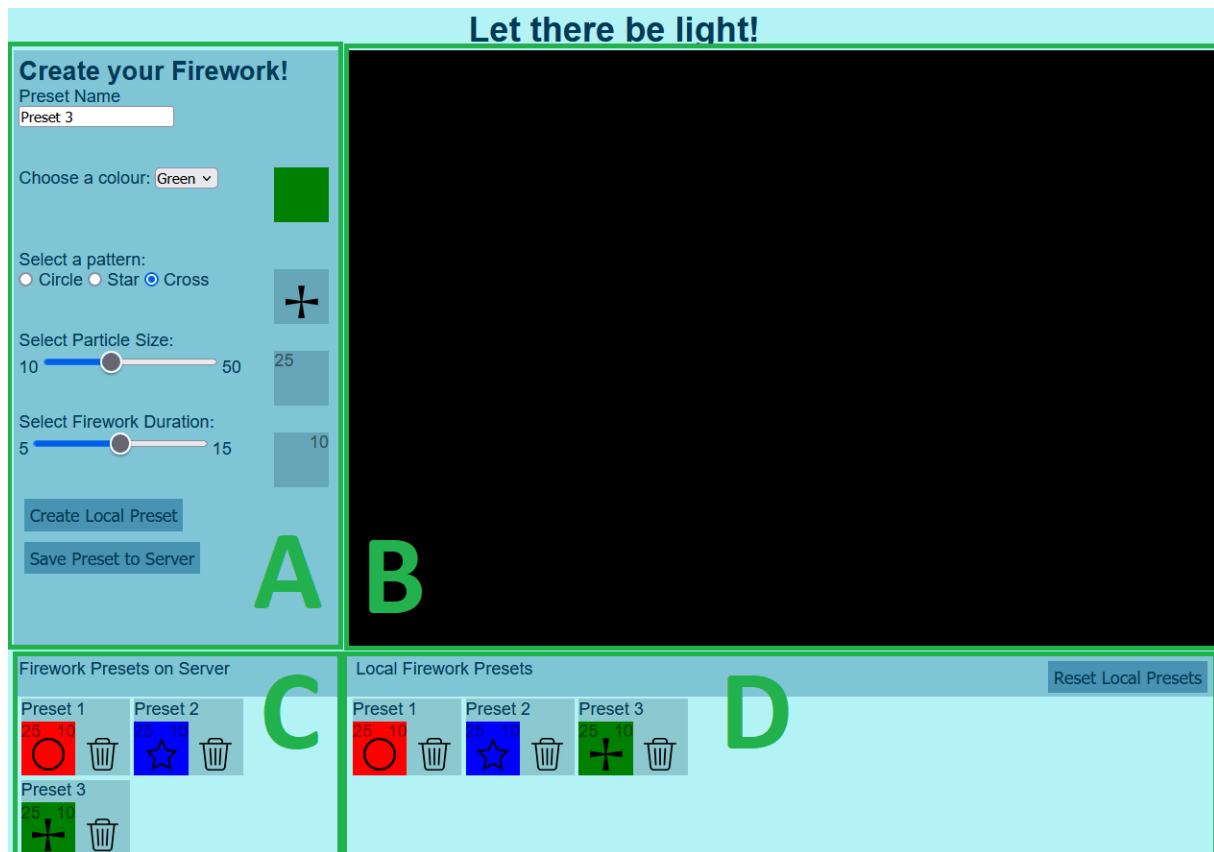 Let there be light!
Create your Firework!
Preset Name
Preset 3
Choose a colour: Green
Select a pattern:
Circle Star Cross
Select Particle Size:
10 50 25
Select Firework Duration:
5 15 10
Create Local Preset
Save Preset to Server
A
B
Firework Presets on Server
C
Preset 1 Preset 2
25 10 25 10
Preset 3
25 10
Local Firework Presets
Reset Local Presets
D
Preset 1 Preset 2 Preset 3
25 10 25 10 25 10